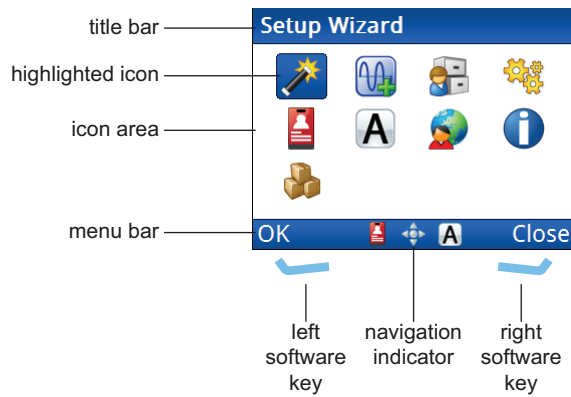 title bar
Setup Wizard
highlighted icon
icon area
A
menu bar
OK
A
Close
left
software
key
navigation
indicator
right
software
key